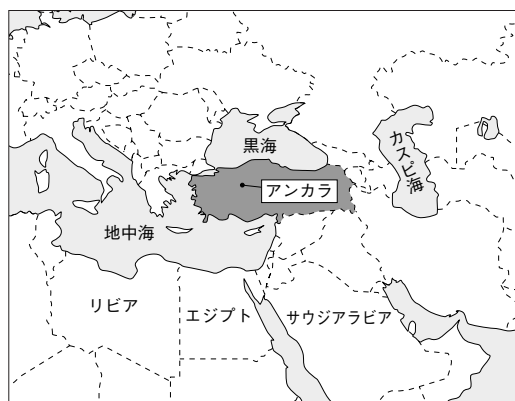 黒海
カスピ海
アンカラ
地中海
リビア
エジプト
サウジアラビア